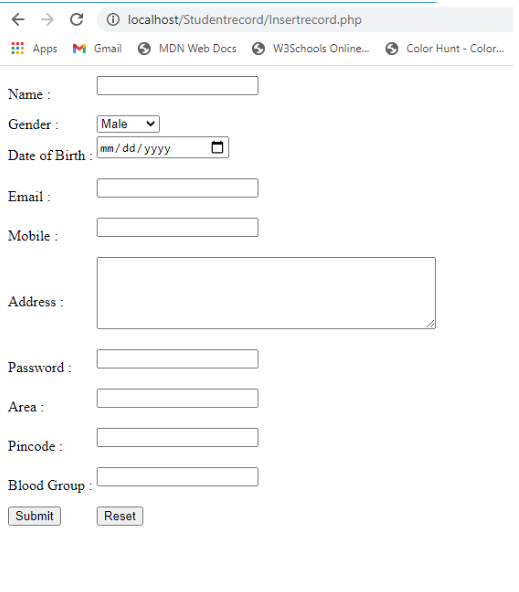 localhost/Studentrecord/Insertrecord.php
Apps Gmail MDN Web Docs W3Schools Online... Color Hunt - Color...
Name :
Gender : Male
Date of Birth : mm/dd/yyyy
Email :
Mobile :
Address :
Password :
Area :
Pincode :
Blood Group :
Submit Reset